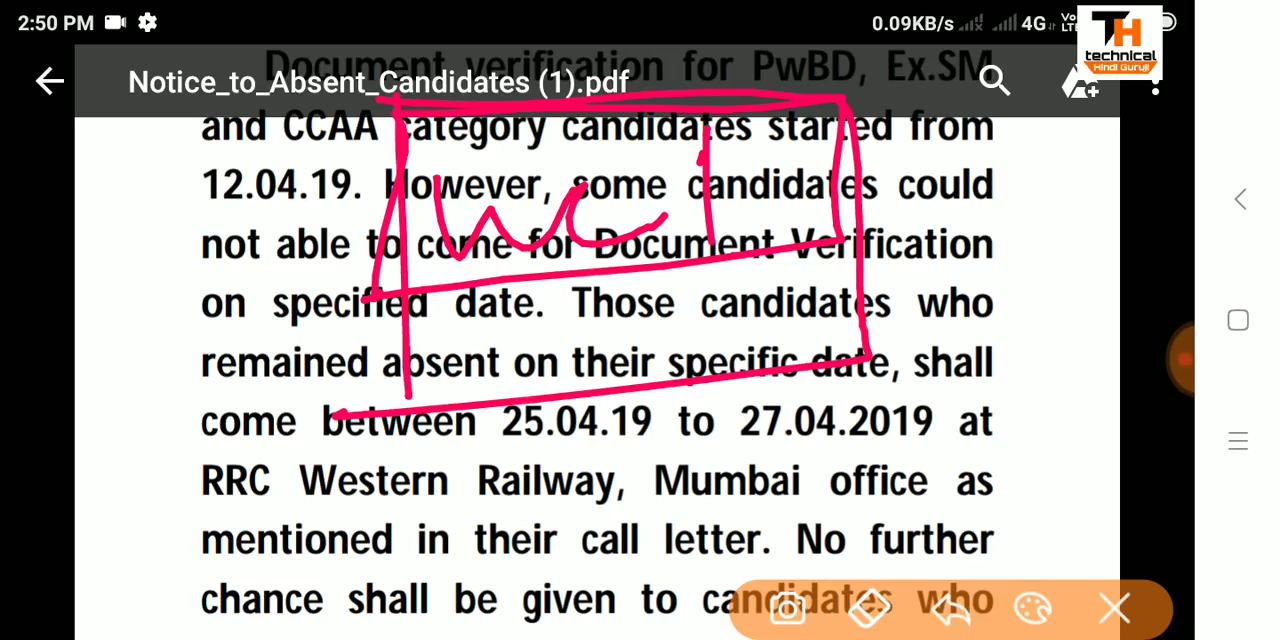 2:50 PM 0.09KB/s 4G Vo LTE
TH
technical
Hindi Guruji
Notice_to_Absent_Candidates (1).pdf
Document verification for PwBD, Ex.SM
and CCAA category candidates started from
12.04.19. However, some candidates could
not able to come for Document Verification
on specified date. Those candidates who
remained absent on their specific date, shall
come between 25.04.19 to 27.04.2019 at
RRC Western Railway, Mumbai office as
mentioned in their call letter. No further
chance shall be given to candidates who